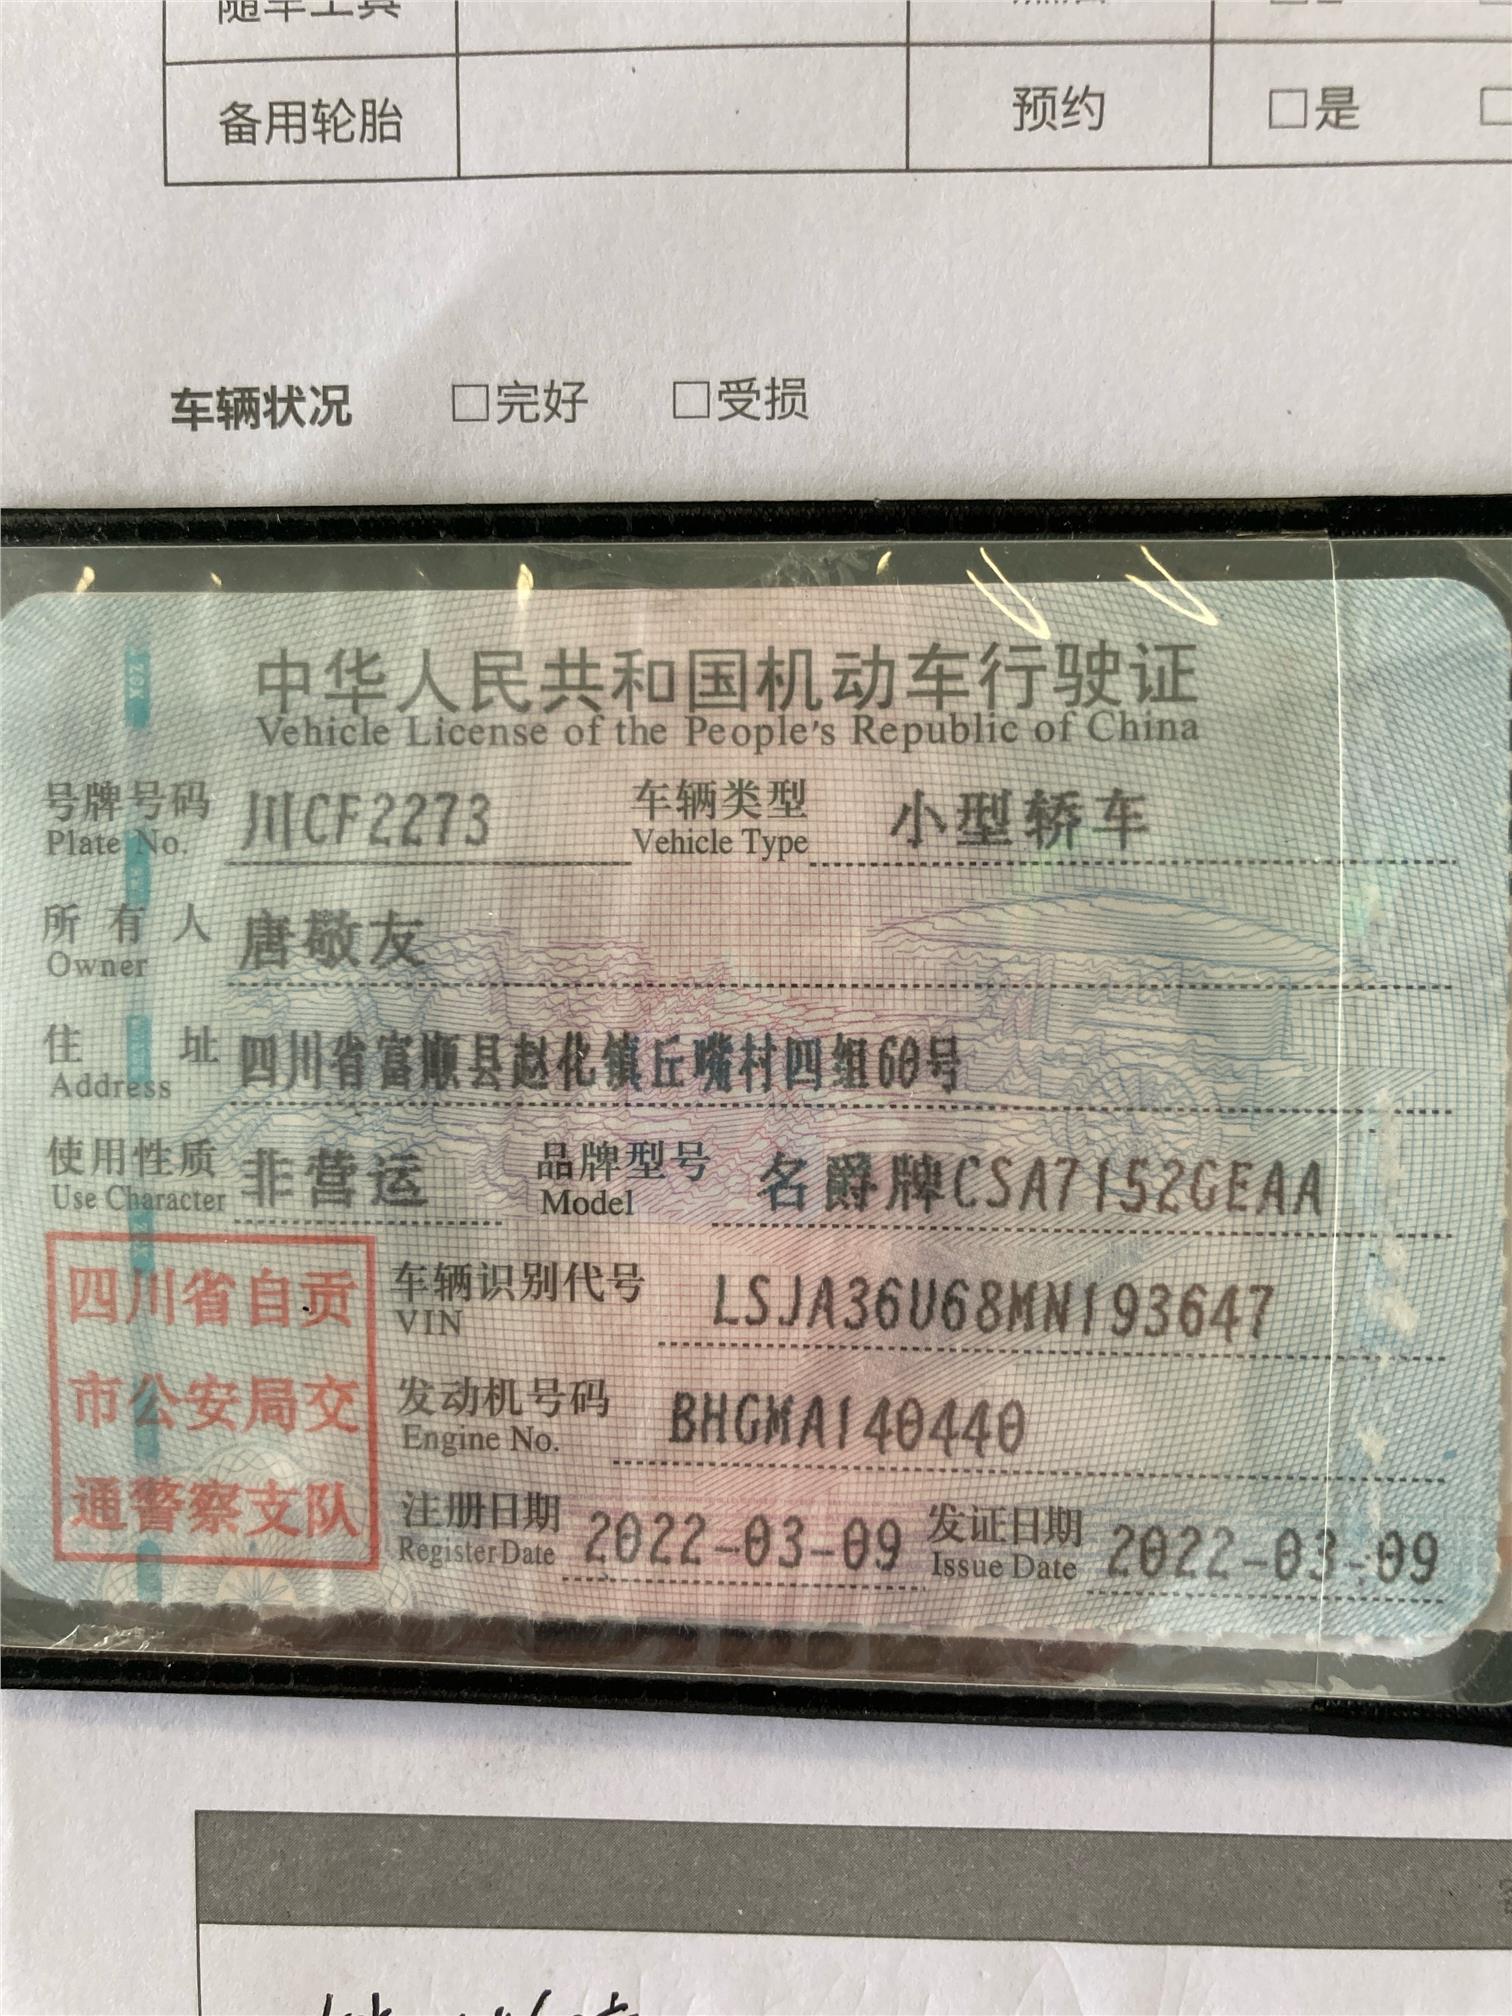 随车工具
备用轮胎 预约 □是 □
车辆状况 □完好 □受损
中华人民共和国机动车行驶证
Vehicle License of the People's Republic of China
号牌号码 川CF2273 车辆类型 小型轿车
Plate No. Vehicle Type
所有人 唐敬友
Owner
住址 四川省富顺县赵化镇丘嘴村四组60号
Address
使用性质 非营运 品牌型号 名爵牌CSA7152GEAA
Use Character Model
四川省自贡
市公安局交
通警察支队
车辆识别代号 LSJA36U68MN193647
VIN
发动机号码 BHGMA140440
Engine No.
注册日期 2022-03-09 发证日期 2022-03-09
Register Date Issue Date